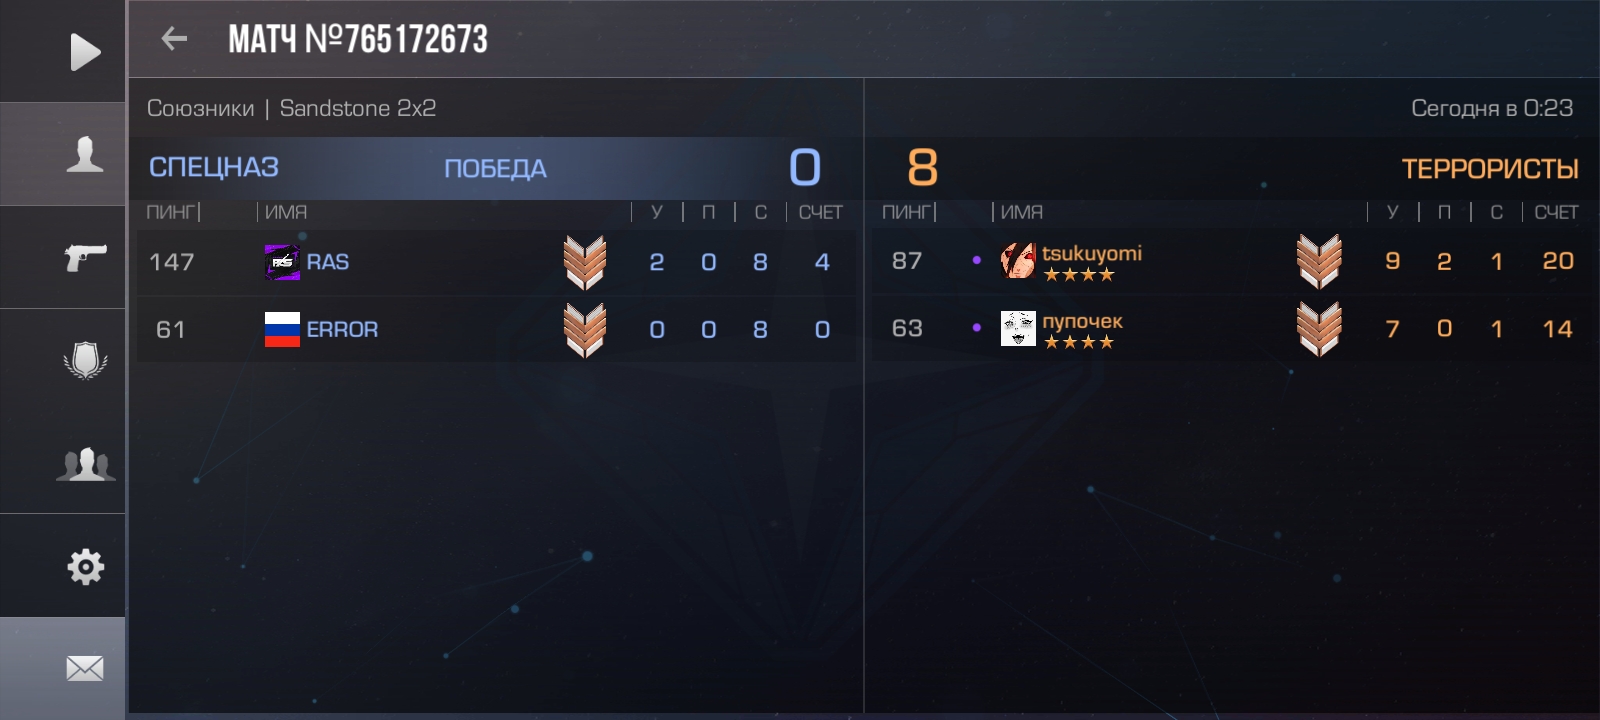 МАТЧ №765172673
Союзники | Sandstone 2x2
Сегодня в 0:23
СПЕЦНАЗ ПОБЕДА 0
8 ТЕРРОРИСТЫ
ПИНГ| |ИМЯ | У | П | С | СЧЕТ
147 RAS 2 0 8 4
61 ERROR 0 0 8 0
ПИНГ| |ИМЯ | У | П | С | СЧЕТ
87 tsukuyomi 9 2 1 20
63 пупочек 7 0 1 14